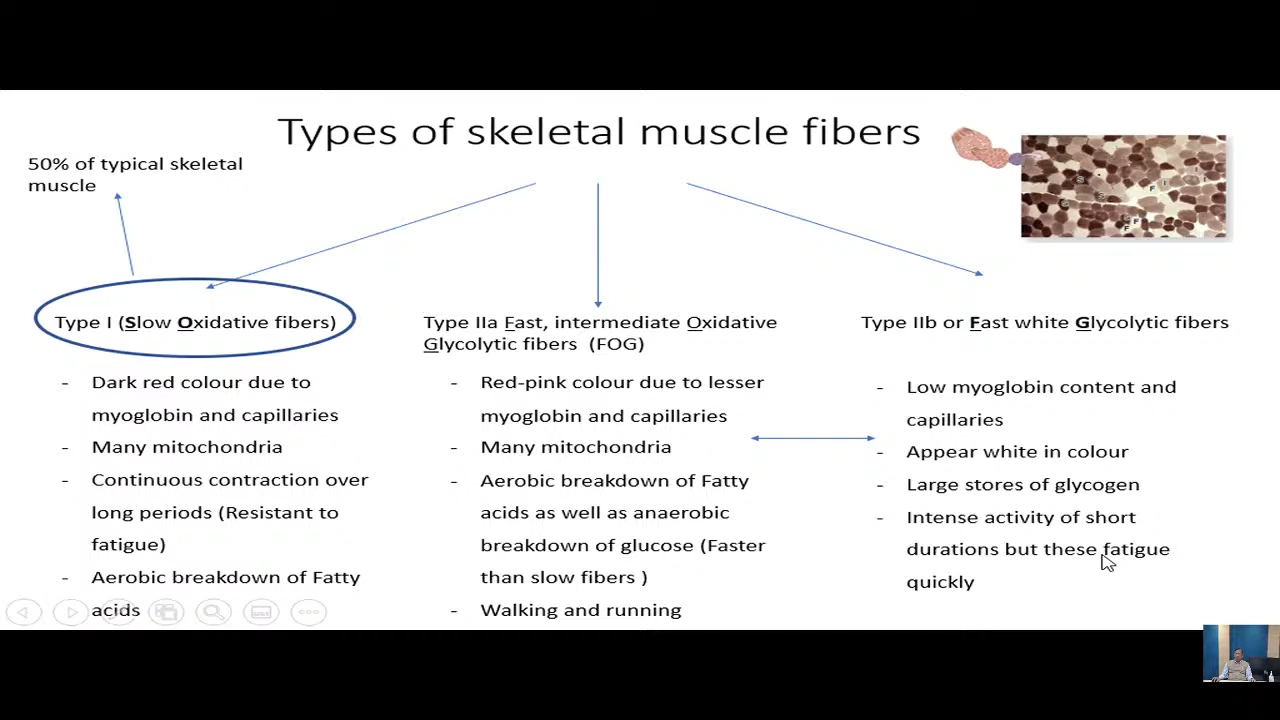 Types of skeletal muscle fibers
50% of typical skeletal
muscle
Type I (Slow Oxidative fibers)
- Dark red colour due to
myoglobin and capillaries
- Many mitochondria
- Continuous contraction over
long periods (Resistant to
fatigue)
- Aerobic breakdown of Fatty
acids
Type IIa Fast, intermediate Oxidative
Glycolytic fibers (FOG)
- Red-pink colour due to lesser
myoglobin and capillaries
- Many mitochondria
- Aerobic breakdown of Fatty
acids as well as anaerobic
breakdown of glucose (Faster
than slow fibers )
- Walking and running
Type IIb or Fast white Glycolytic fibers
- Low myoglobin content and
capillaries
- Appear white in colour
- Large stores of glycogen
- Intense activity of short
durations but these fatigue
quickly